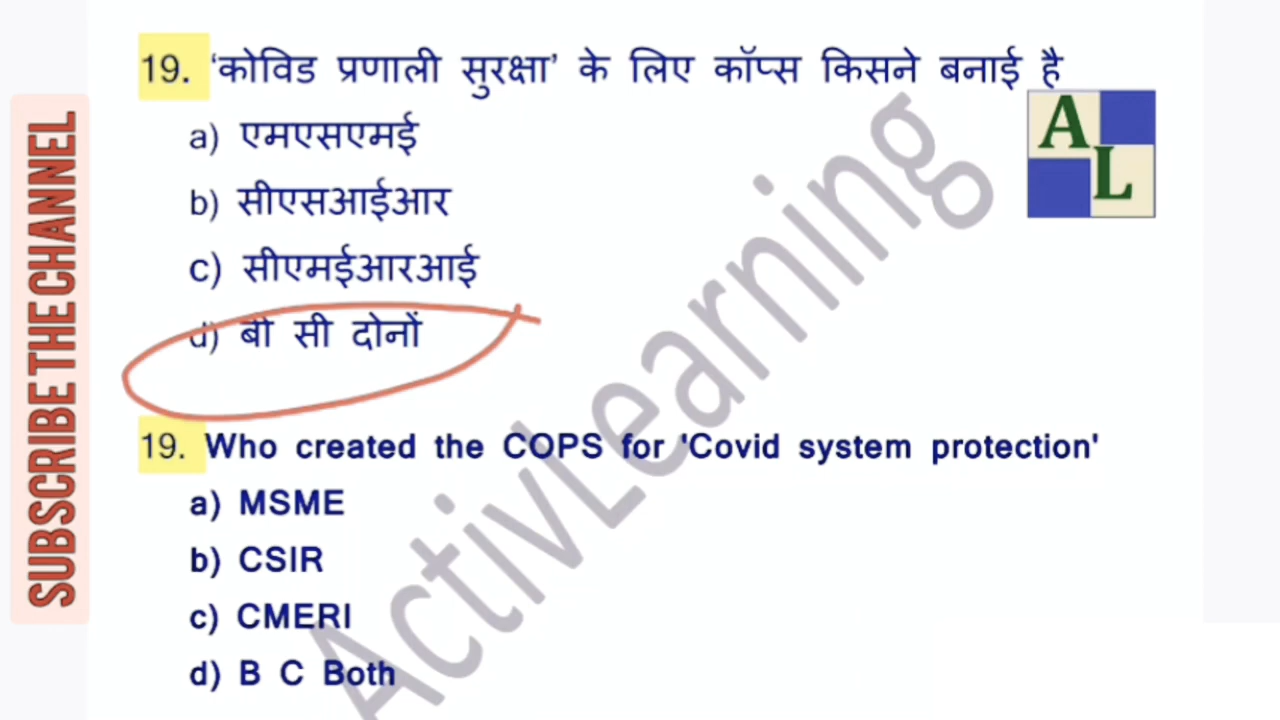 SUBSCRIBE THE CHANNEL
19. 'कोविड प्रणाली सुरक्षा' के लिए कॉप्स किसने बनाई है
a) एमएसएमई
b) सीएसआईआर
c) सीएमईआरआई
d) बी सी दोनों
AL
19. Who created the COPS for 'Covid system protection'
a) MSME
b) CSIR
c) CMERI
d) B C Both
ActivLearning